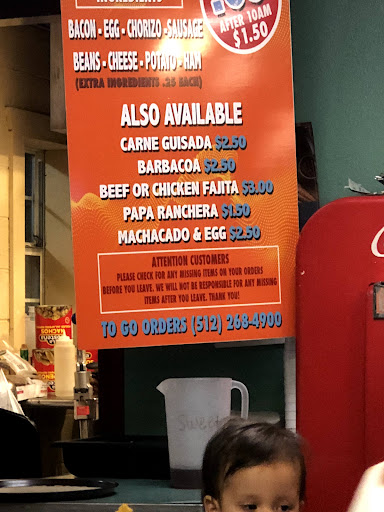 INGREDIENTS
AFTER 10AM
$1.50
BACON - EGG - CHORIZO - SAUSAGE
BEANS - CHEESE - POTATO - HAM
(EXTRA INGREDIENTS .25 EACH)
ALSO AVAILABLE
CARNE GUISADA $2.50
BARBACOA $2.50
BEEF OR CHICKEN FAJITA $3.00
PAPA RANCHERA $1.50
MACHACADO & EGG $2.50
ATTENTION CUSTOMERS
PLEASE CHECK FOR ANY MISSING ITEMS ON YOUR ORDERS
BEFORE YOU LEAVE. WE WILL NOT BE RESPONSIBLE FOR ANY MISSING
ITEMS AFTER YOU LEAVE. THANK YOU!
TO GO ORDERS (512) 268-4900
NACHO
Sweet